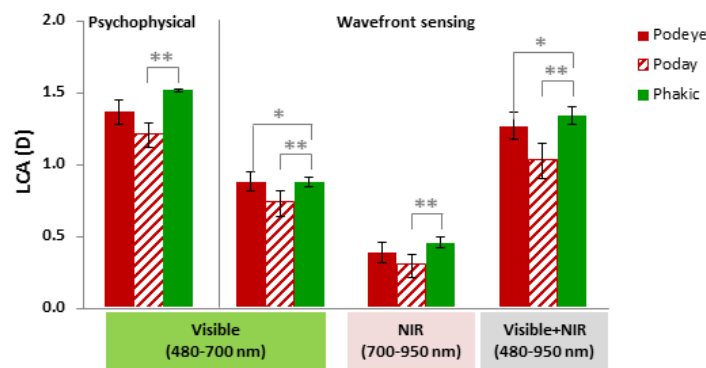 Psychophysical
Wavefront sensing
LCA (D)
2.0
1.5
1.0
0.5
0.0
**
*
**
**
*
**
Podeye
Poday
Phakic
Visible
(480-700 nm)
NIR
(700-950 nm)
Visible+NIR
(480-950 nm)